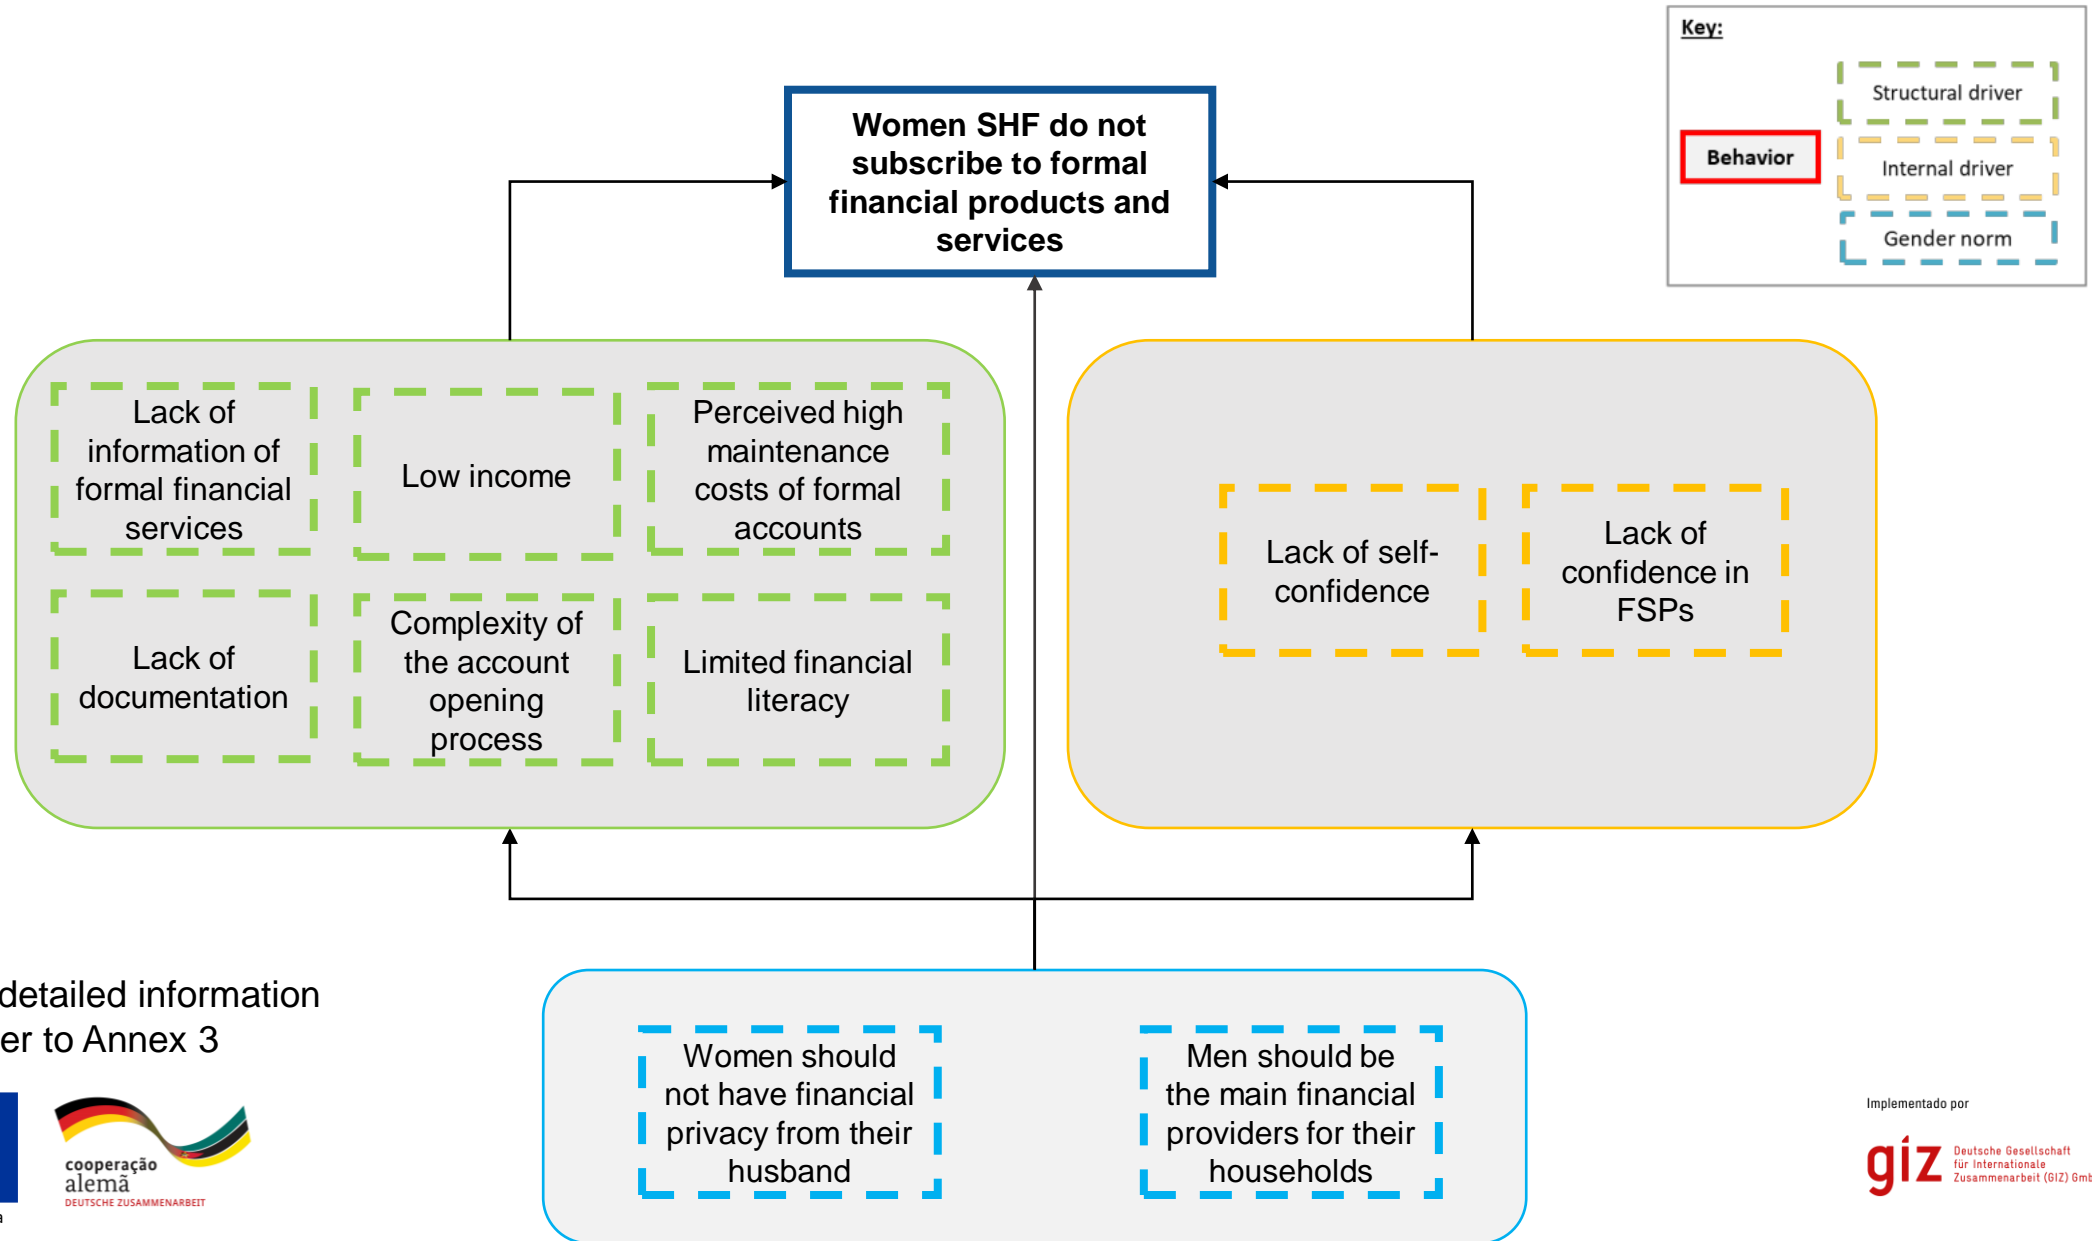 Key:
Structural driver
Behavior
Internal driver
Gender norm
Women SHF do not
subscribe to formal
financial products and
services
Lack of
information of
formal financial
services
Low income
Perceived high
maintenance
costs of formal
accounts
Lack of
documentation
Complexity of
the account
opening
process
Limited financial
literacy
Lack of self-
confidence
Lack of
confidence in
FSPs
detailed information
er to Annex 3
Women should
not have financial
privacy from their
husband
Men should be
the main financial
providers for their
households
cooperação
alemã
DEUTSCHE ZUSAMMENARBEIT
a
Implementado por
giz
Deutsche Gesellschaft
für Internationale
Zusammenarbeit (GIZ) Gmb